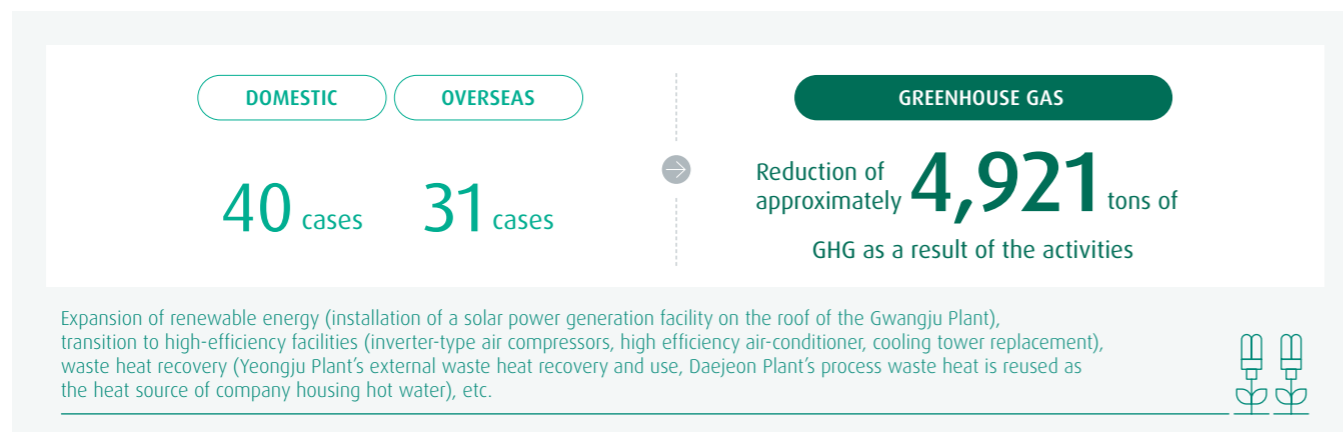 DOMESTIC
OVERSEAS
40 cases
31 cases
GREENHOUSE GAS
Reduction of
approximately 4,921 tons of
GHG as a result of the activities
Expansion of renewable energy (installation of a solar power generation facility on the roof of the Gwangju Plant),
transition to high-efficiency facilities (inverter-type air compressors, high efficiency air-conditioner, cooling tower replacement),
waste heat recovery (Yeongju Plant’s external waste heat recovery and use, Daejeon Plant’s process waste heat is reused as
the heat source of company housing hot water), etc.